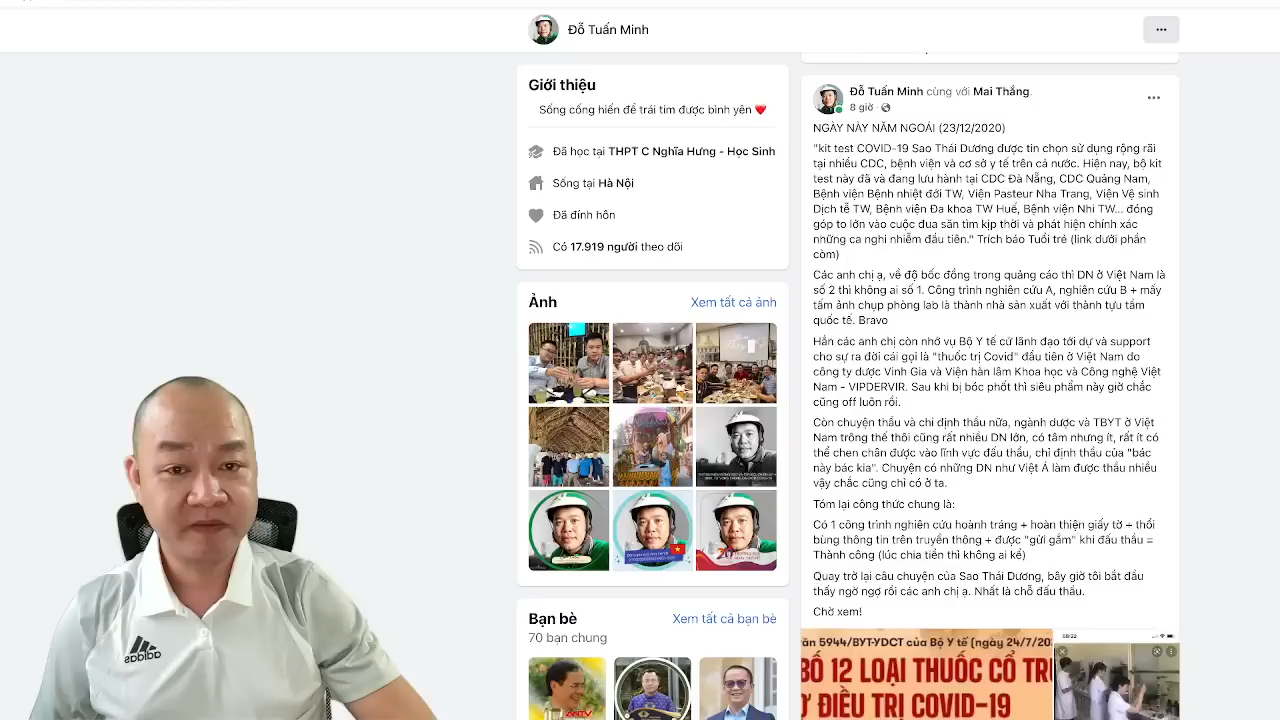 Đỗ Tuấn Minh
Giới thiệu
Sống cống hiến để trái tim được bình yên ❤️
Đã học tại THPT C Nghĩa Hưng - Học Sinh
Sống tại Hà Nội
Đã đính hôn
Có 17.919 người theo dõi
Ảnh
Xem tất cả ảnh
Bạn bè
Xem tất cả bạn bè
70 bạn chung
Đỗ Tuấn Minh cùng với Mai Thắng.
8 giờ ·
NGÀY NÀY NĂM NGOÁI (23/12/2020)
"kit test COVID-19 Sao Thái Dương được tin chọn sử dụng rộng rãi
tại nhiều CDC, bệnh viện và cơ sở y tế trên cả nước. Hiện nay, bộ kit
test này đã và đang lưu hành tại CDC Đà Nẵng, CDC Quảng Nam,
Bệnh viện Bệnh nhiệt đới TW, Viện Pasteur Nha Trang, Viện Vệ sinh
Dịch tễ TW, Bệnh viện Đa khoa TW Huế, Bệnh viện Nhi TW... đóng
góp to lớn vào cuộc đua săn tìm kịp thời và phát hiện chính xác
những ca nghi nhiễm đầu tiên." Trích báo Tuổi trẻ (link dưới phần
còm)
Các anh chị ạ, về độ bốc đồng trong quảng cáo thì DN ở Việt Nam là
số 2 thì không ai số 1. Công trình nghiên cứu A, nghiên cứu B + mấy
tấm ảnh chụp phòng lab là thành nhà sản xuất với thành tựu tầm
quốc tế. Bravo
Hẳn các anh chị còn nhớ vụ Bộ Y tế cử lãnh đạo tới dự và support
cho sự ra đời cái gọi là "thuốc trị Covid" đầu tiên ở Việt Nam do
công ty dược Vinh Gia và Viện hàn lâm Khoa học và Công nghệ Việt
Nam - VIPDERVIR. Sau khi bị bóc phốt thì siêu phẩm này giờ chắc
cũng off luôn rồi.
Còn chuyện thầu và chỉ định thầu nữa, ngành dược và TBYT ở Việt
Nam trông thế thôi cũng rất nhiều DN lớn, có tâm nhưng ít, rất ít có
thể chen chân được vào lĩnh vực đấu thầu, chỉ định thầu của "bác
này bác kia". Chuyện có những DN như Việt Á làm được thầu nhiều
vậy chắc cũng chỉ có ở ta.
Tóm lại công thức chung là:
Có 1 công trình nghiên cứu hoành tráng + hoàn thiện giấy tờ + thổi
bùng thông tin trên truyền thông + được "gửi gắm" khi đấu thầu =
Thành công (lúc chia tiền thì không ai kể)
Quay trở lại câu chuyện của Sao Thái Dương, bây giờ tôi bắt đầu
thấy ngờ ngợ rồi các anh chị ạ. Nhất là chỗ đấu thầu.
Chờ xem!
ăn 5944/BYT-YDCT của Bộ Y tế (ngày 24/7/20
BỐ 12 LOẠI THUỐC CỔ TR
ĐIỀU TRỊ COVID-19
08:22
adidas
ANTV